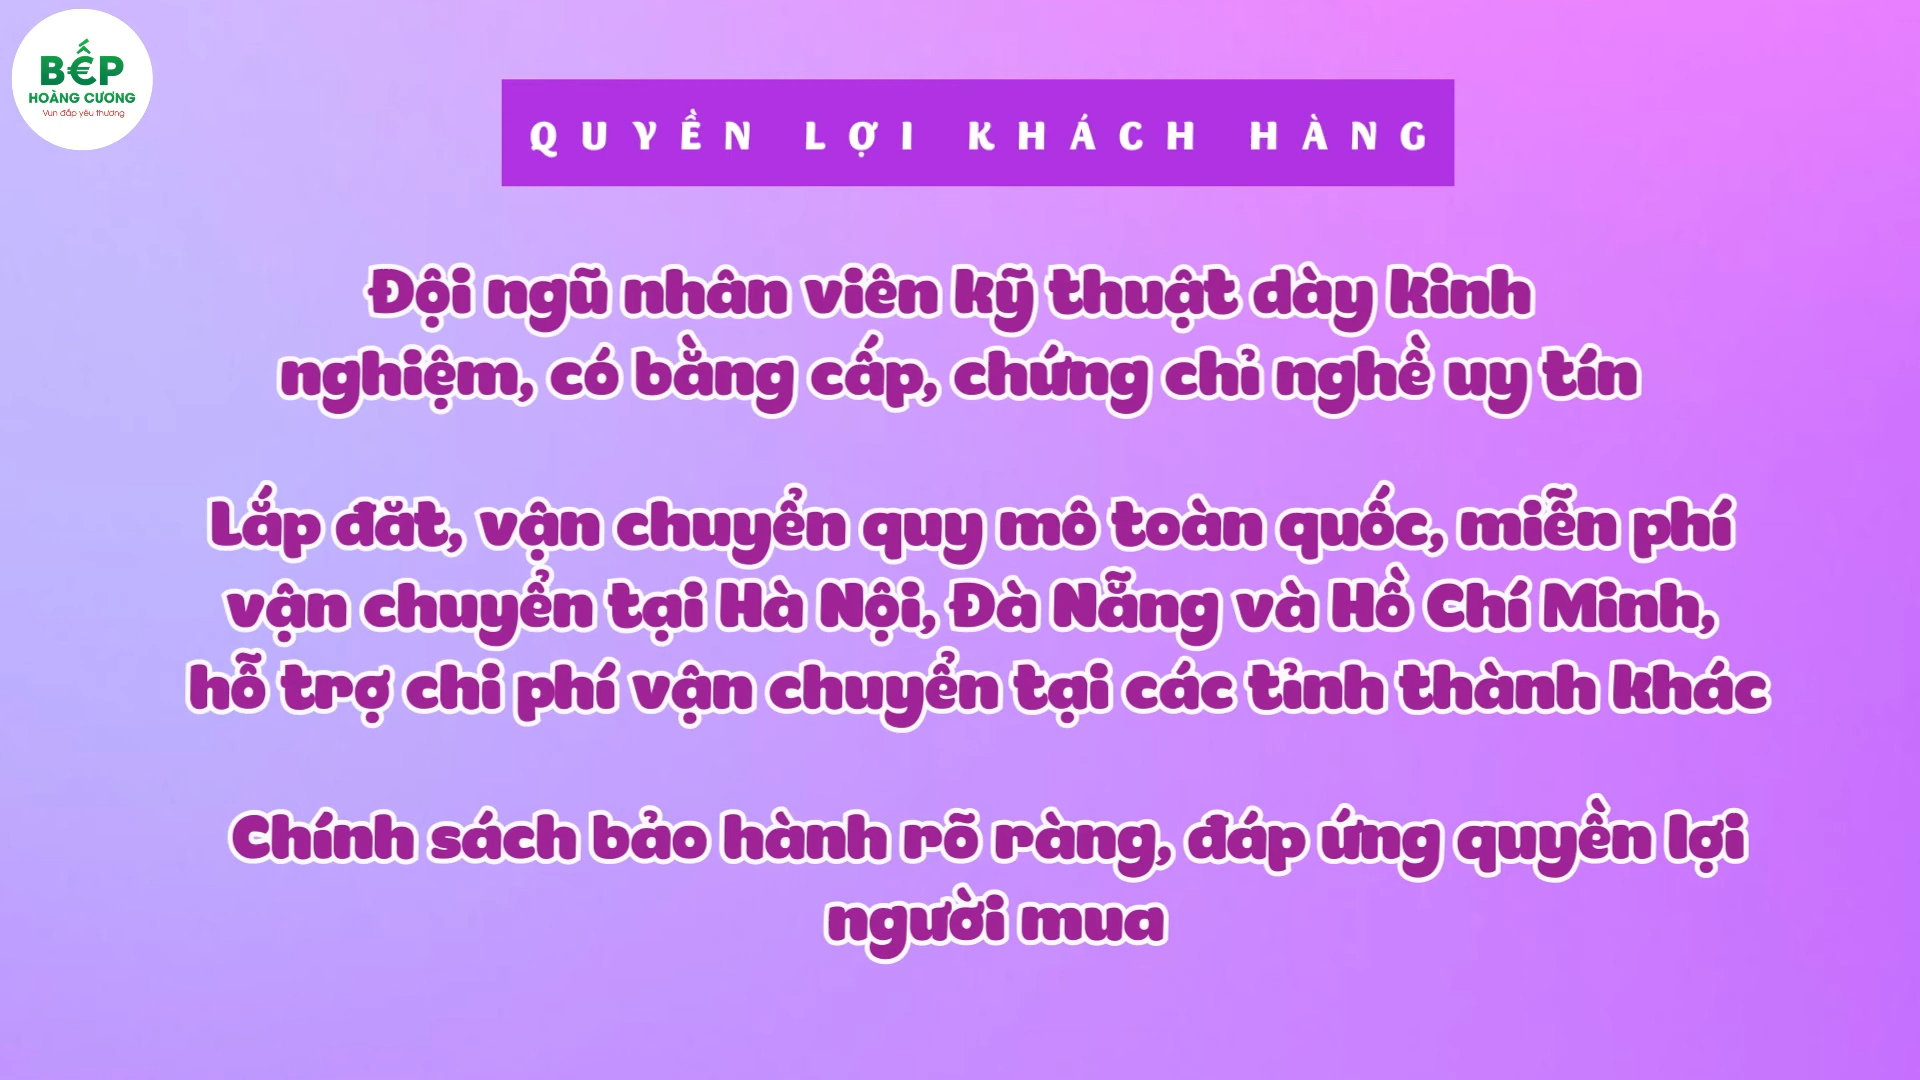 BẾP
HOÀNG CƯƠNG
Vun đắp yêu thương
QUYỀN LỢI KHÁCH HÀNG
Đội ngũ nhân viên kỹ thuật dày kinh
nghiệm, có bằng cấp, chứng chỉ nghề uy tín
Lắp đăt, vận chuyển quy mô toàn quốc, miễn phí
vận chuyển tại Hà Nội, Đà Nẵng và Hồ Chí Minh,
hỗ trợ chi phí vận chuyển tại các tỉnh thành khác
Chính sách bảo hành rõ ràng, đáp ứng quyền lợi
người mua